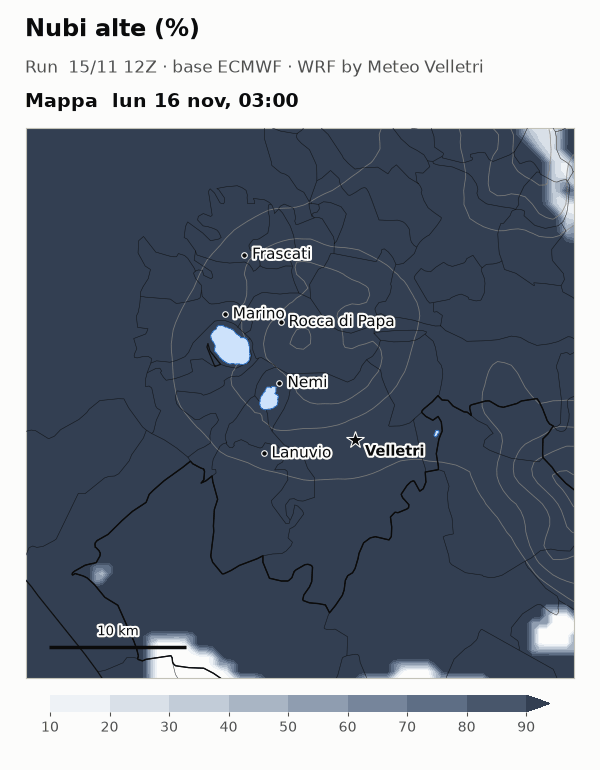 Nubi alte (%)
Run  15/11 12Z · base ECMWF · WRF by Meteo Velletri
Mappa  lun 16 nov, 03:00
Frascati
Marino
Rocca di Papa
Nemi
Velletri
Lanuvio
10 km
10 20 30 40 50 60 70 80 90